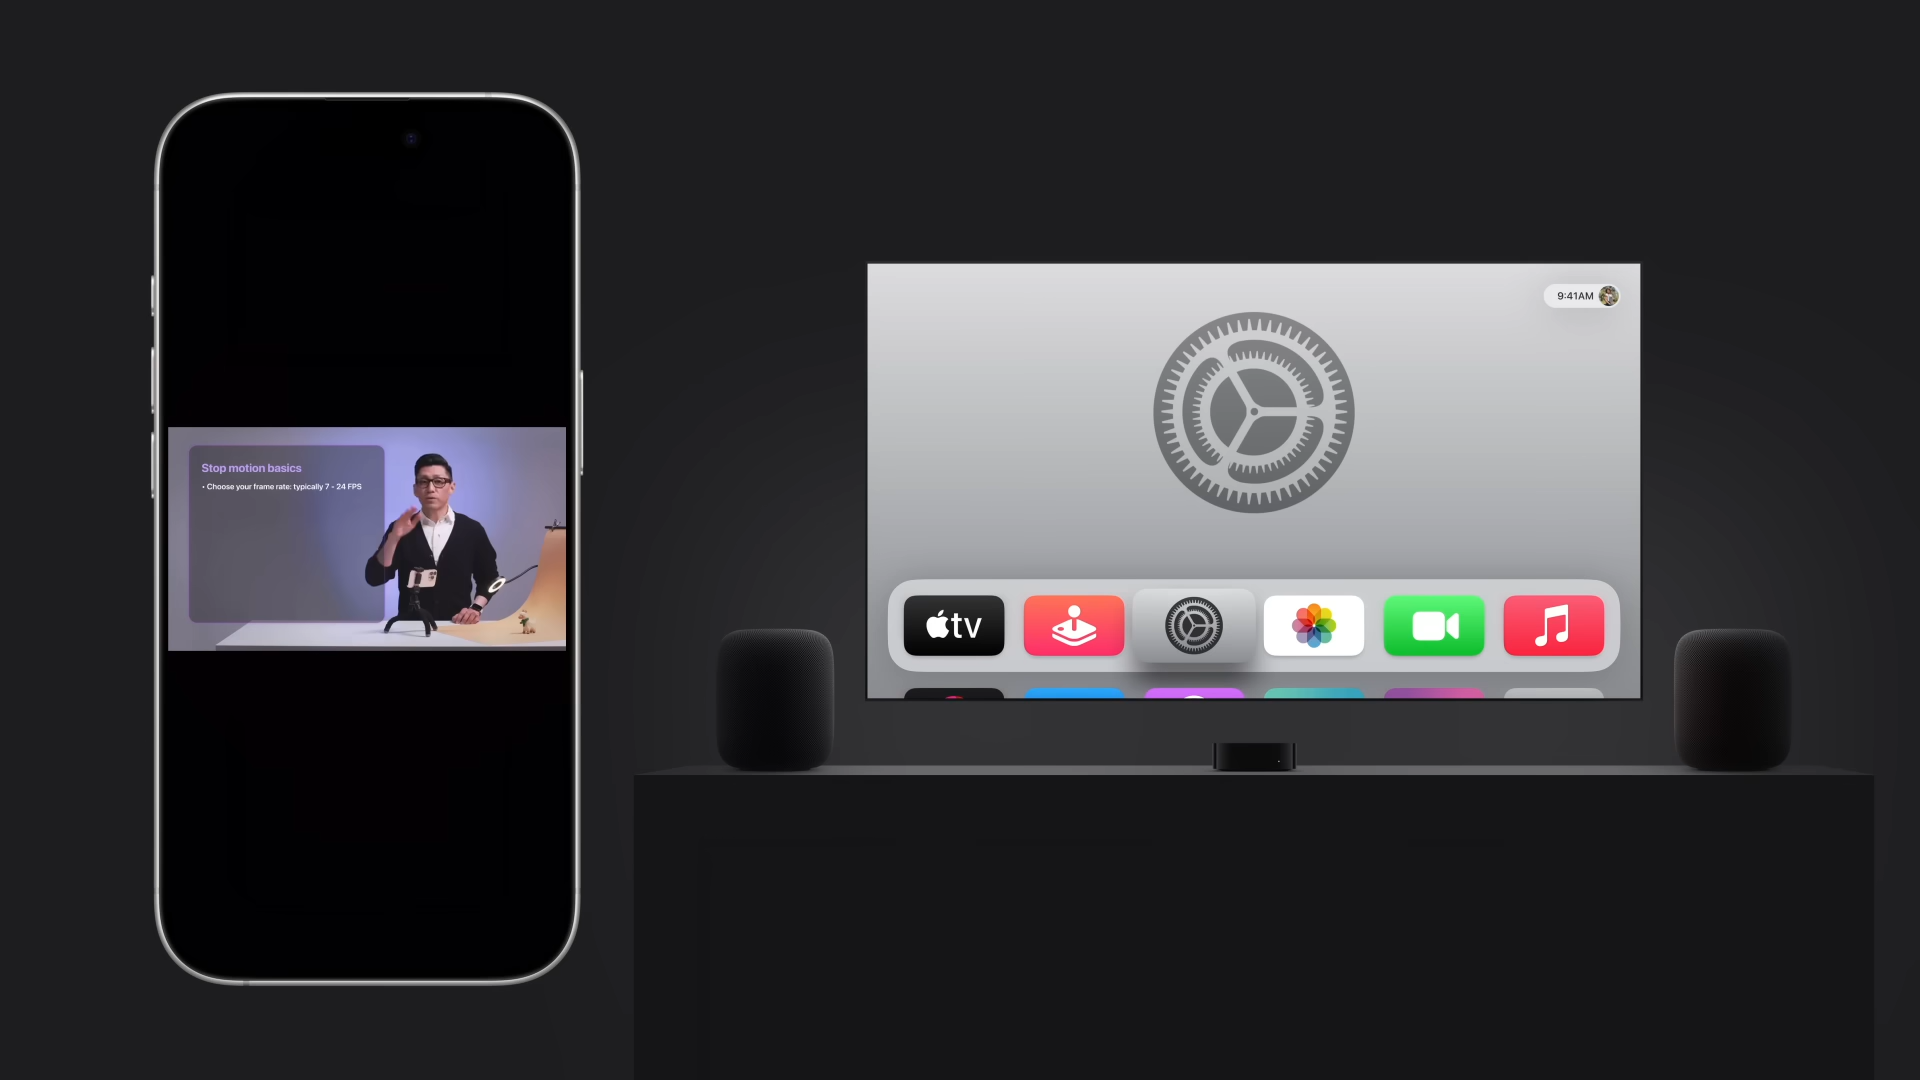 Stop motion basics
• Choose your frame rate: typically 7 - 24 FPS
9:41AM
tv